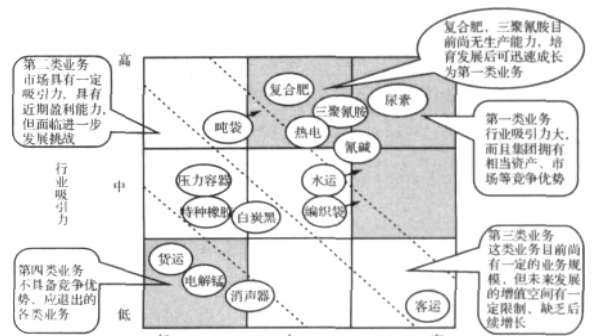 复合肥，三聚氰胺目
前尚无生产能力，培
育发展后可迅速成长
为第一类业务
第二类业务
市场具有一定
吸引力，具有
近期盈利能力，
但面临进一步
发展挑战
高
复合肥
三聚氰胺
尿素
吨袋
热电
氰碱
第一类业务
行业吸引力大，
而且集团拥有
相当资产、市
场等竞争优势
行业吸引力
中
压力容器
水运
特种橡胶
白炭黑
编织袋
第三类业务
这类业务目前尚
有一定的业务规
模，但未来发展
的增值空间有一
定限制，缺乏后
续增长
第四类业务
不具备竞争优
势，应退出的
各类业务
货运
电解锰
消声器
客运
低